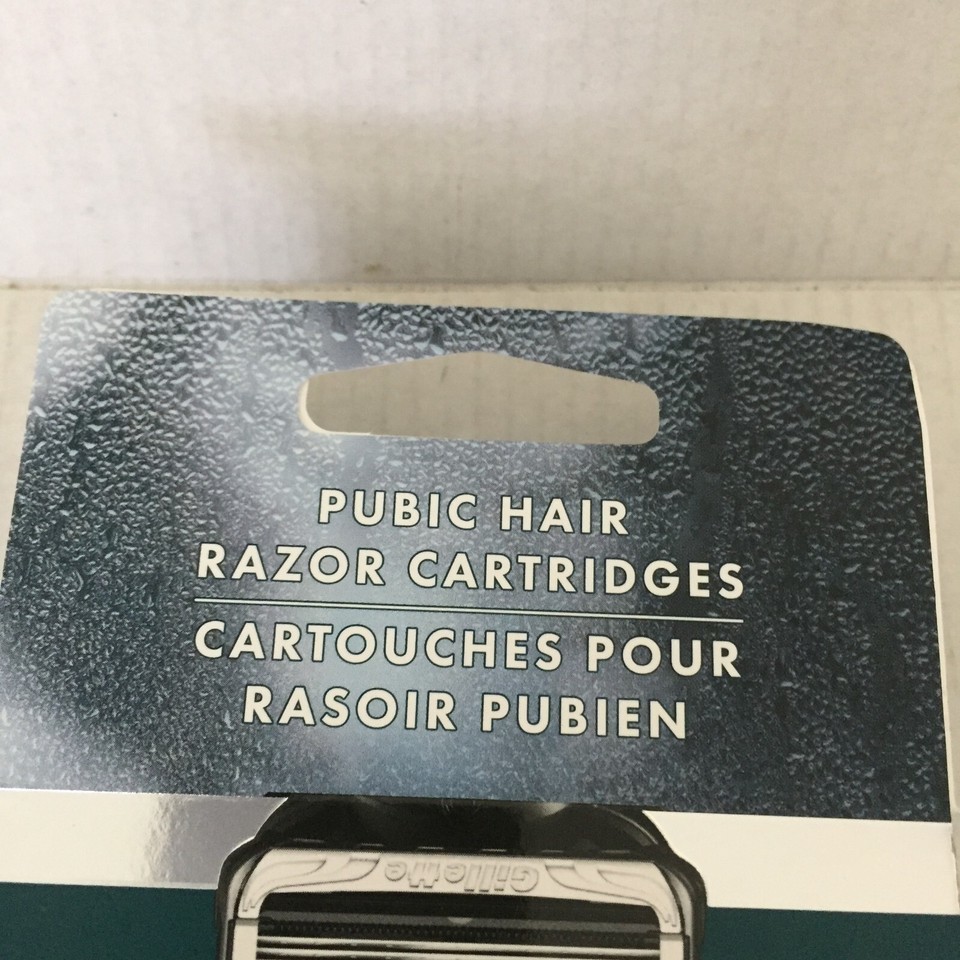 PUBIC HAIR
RAZOR CARTRIDGES
CARTOUCHES POUR
RASOIR PUBIEN
Gillette